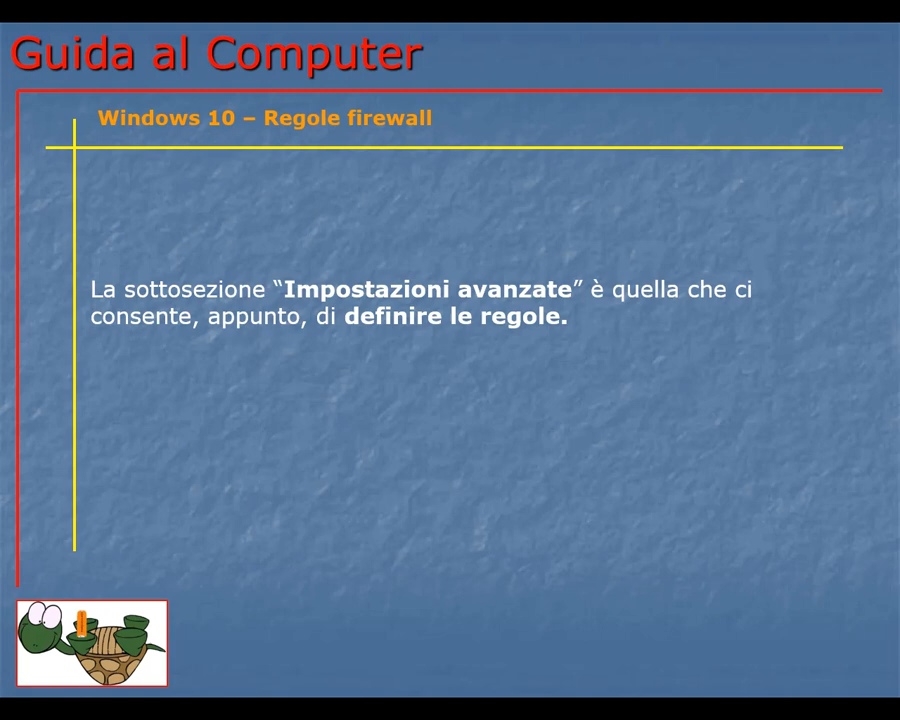 Guida al Computer
Windows 10 – Regole firewall
La sottosezione “Impostazioni avanzate” è quella che ci
consente, appunto, di definire le regole.